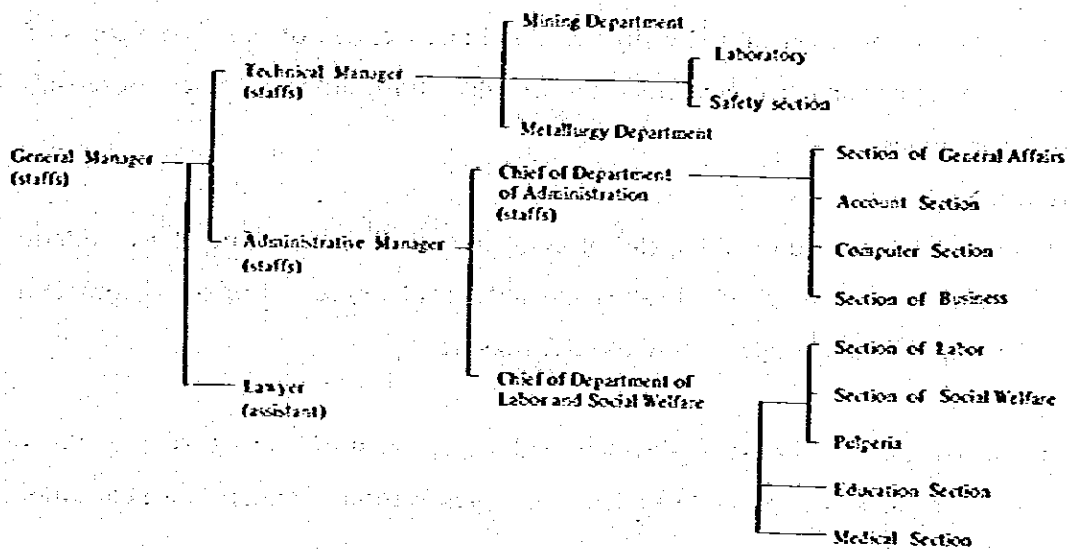 Mining Department
Laboratory
Technical Manager
(staffs)
Safety section
Metallurgy Department
General Manager
(staffs)
Section of General Affairs
Chief of Department
of Administration
(staffs)
Account Section
Administrative Manager
(staffs)
Computer Section
Section of Business
Section of Labor
Chief of Department of
Labor and Social Welfare
Lawyer
(assistant)
Section of Social Welfare
Pulperia
Education Section
Medical Section